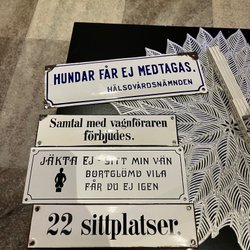 HUNDAR FÅR EJ MEDTAGAS.
HÄLSOVÅRDSNÄMNDEN
Samtal med vagnföraren
förbjudes.
JÄKTA EJ - SITT MIN VÄN
BORTGLÖMD VILA
FÅR DU EJ IGEN
22 sittplatser.